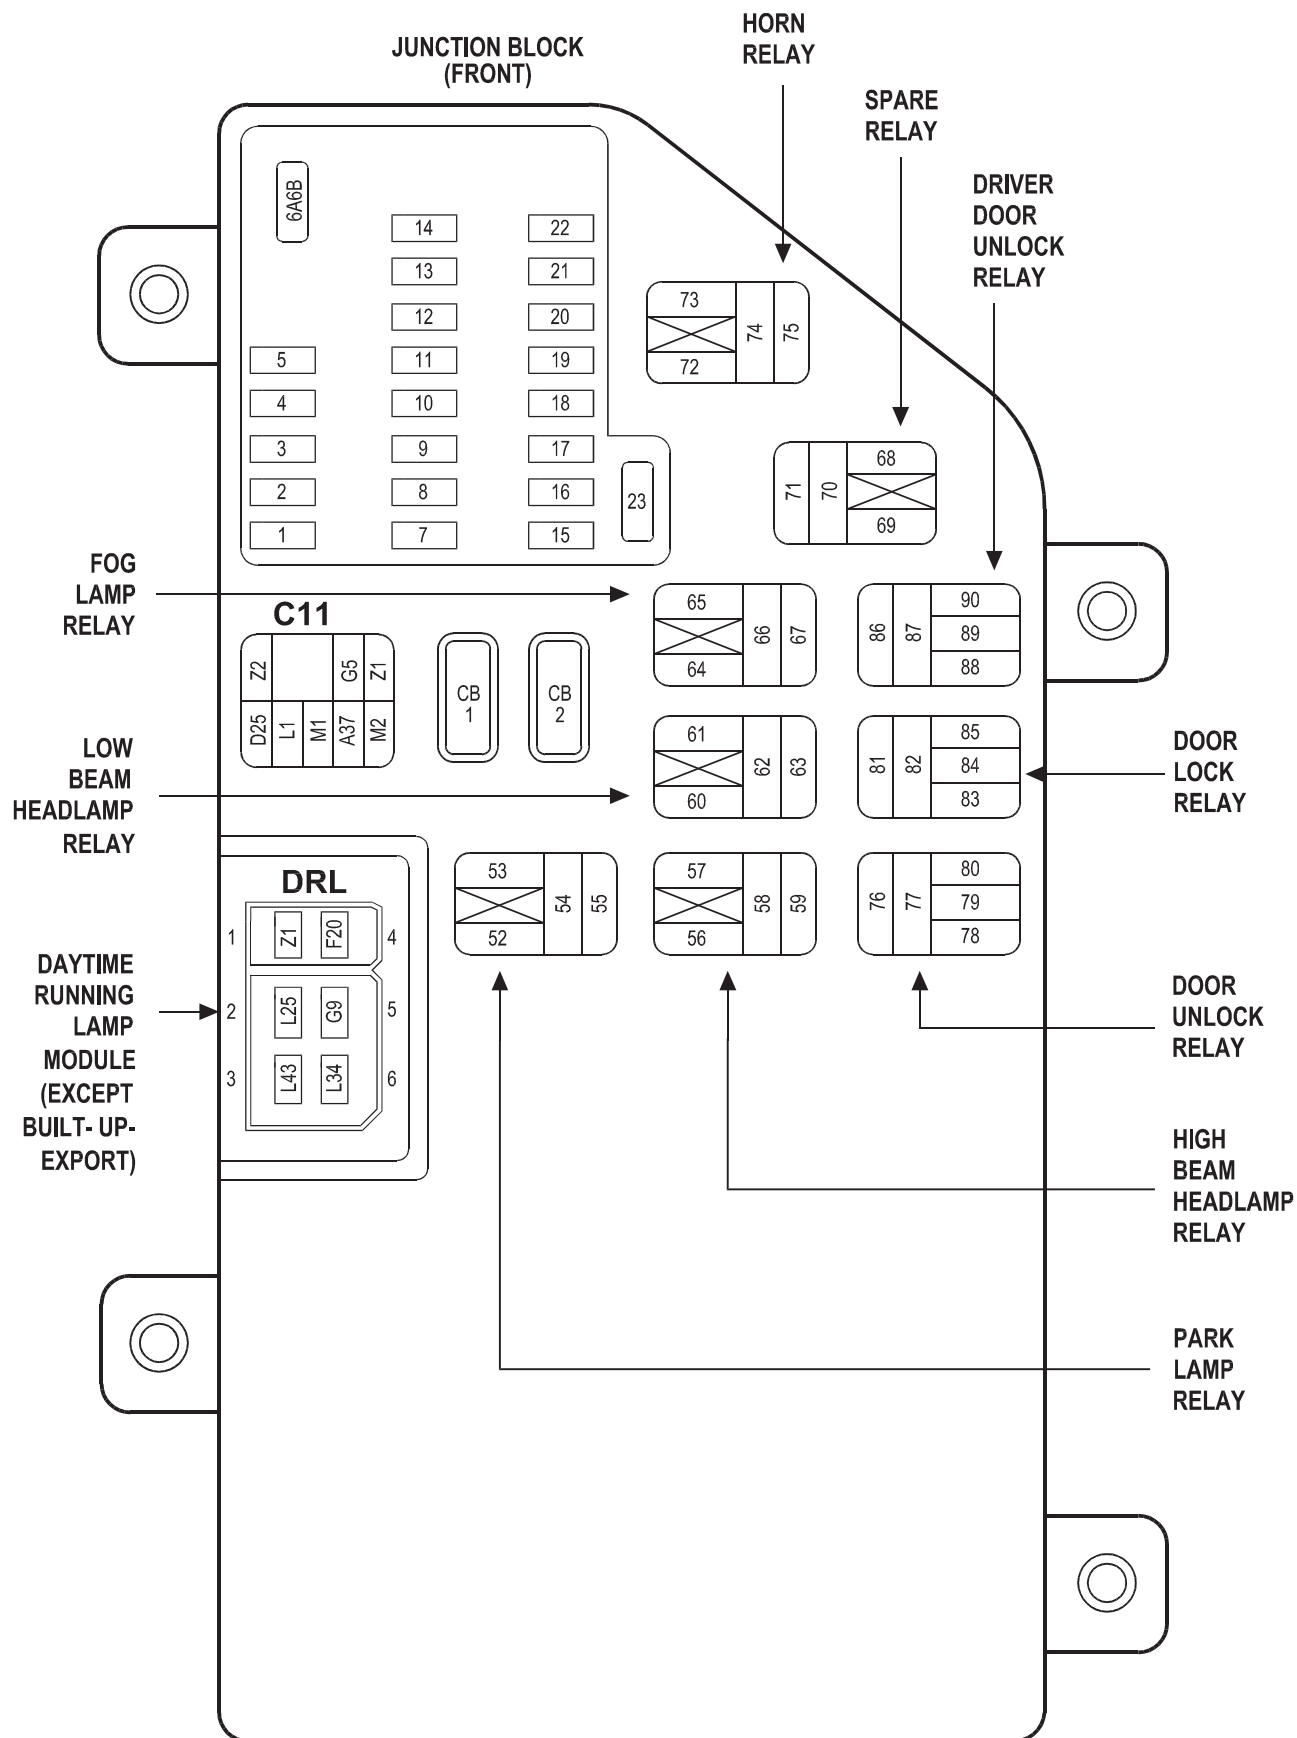 JUNCTION BLOCK
(FRONT)
HORN
RELAY
SPARE
RELAY
DRIVER
DOOR
UNLOCK
RELAY
6A6B
14
22
13
21
12
20
5
11
19
4
10
18
3
9
17
2
8
16
1
7
15
23
73
72
74
75
71
70
68
69
FOG
LAMP
RELAY
C11
Z2
G5
Z1
D25
L1
M1
A37
M2
CB
1
CB
2
65
64
66
67
86
87
90
89
88
LOW
BEAM
HEADLAMP
RELAY
61
60
62
63
81
82
85
84
83
DOOR
LOCK
RELAY
DRL
1
Z1
F20
4
2
L25
G9
5
3
L43
L34
6
53
52
54
55
57
56
58
59
76
77
80
79
78
DAYTIME
RUNNING
LAMP
MODULE
(EXCEPT
BUILT- UP-
EXPORT)
DOOR
UNLOCK
RELAY
HIGH
BEAM
HEADLAMP
RELAY
PARK
LAMP
RELAY